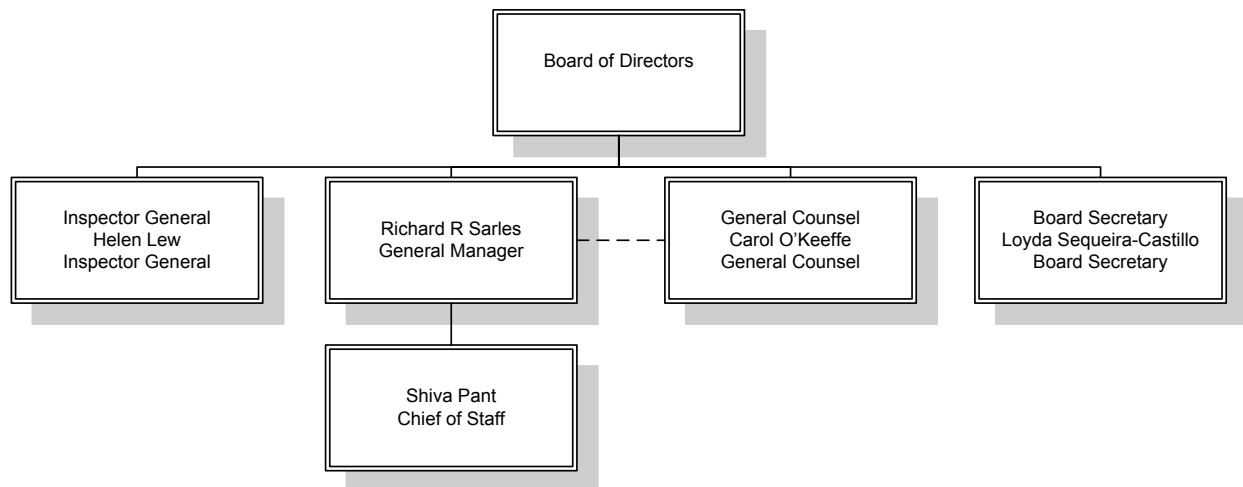 Board of Directors
Inspector General
Helen Lew
Inspector General
Richard R Sarles
General Manager
General Counsel
Carol O'Keeffe
General Counsel
Board Secretary
Loyda Sequeira-Castillo
Board Secretary
Shiva Pant
Chief of Staff